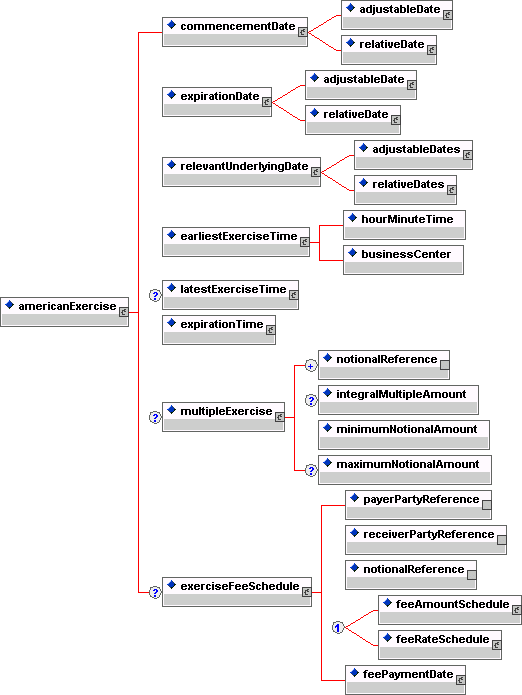 commencementDate
adjustableDate
relativeDate
expirationDate
adjustableDate
relativeDate
relevantUnderlyingDate
adjustableDates
relativeDates
earliestExerciseTime
hourMinuteTime
businessCenter
americanExercise
? latestExerciseTime
expirationTime
? multipleExercise
+ notionalReference
? integralMultipleAmount
minimumNotionalAmount
? maximumNotionalAmount
? exerciseFeeSchedule
payerPartyReference
receiverPartyReference
notionalReference
1
feeAmountSchedule
feeRateSchedule
feePaymentDate